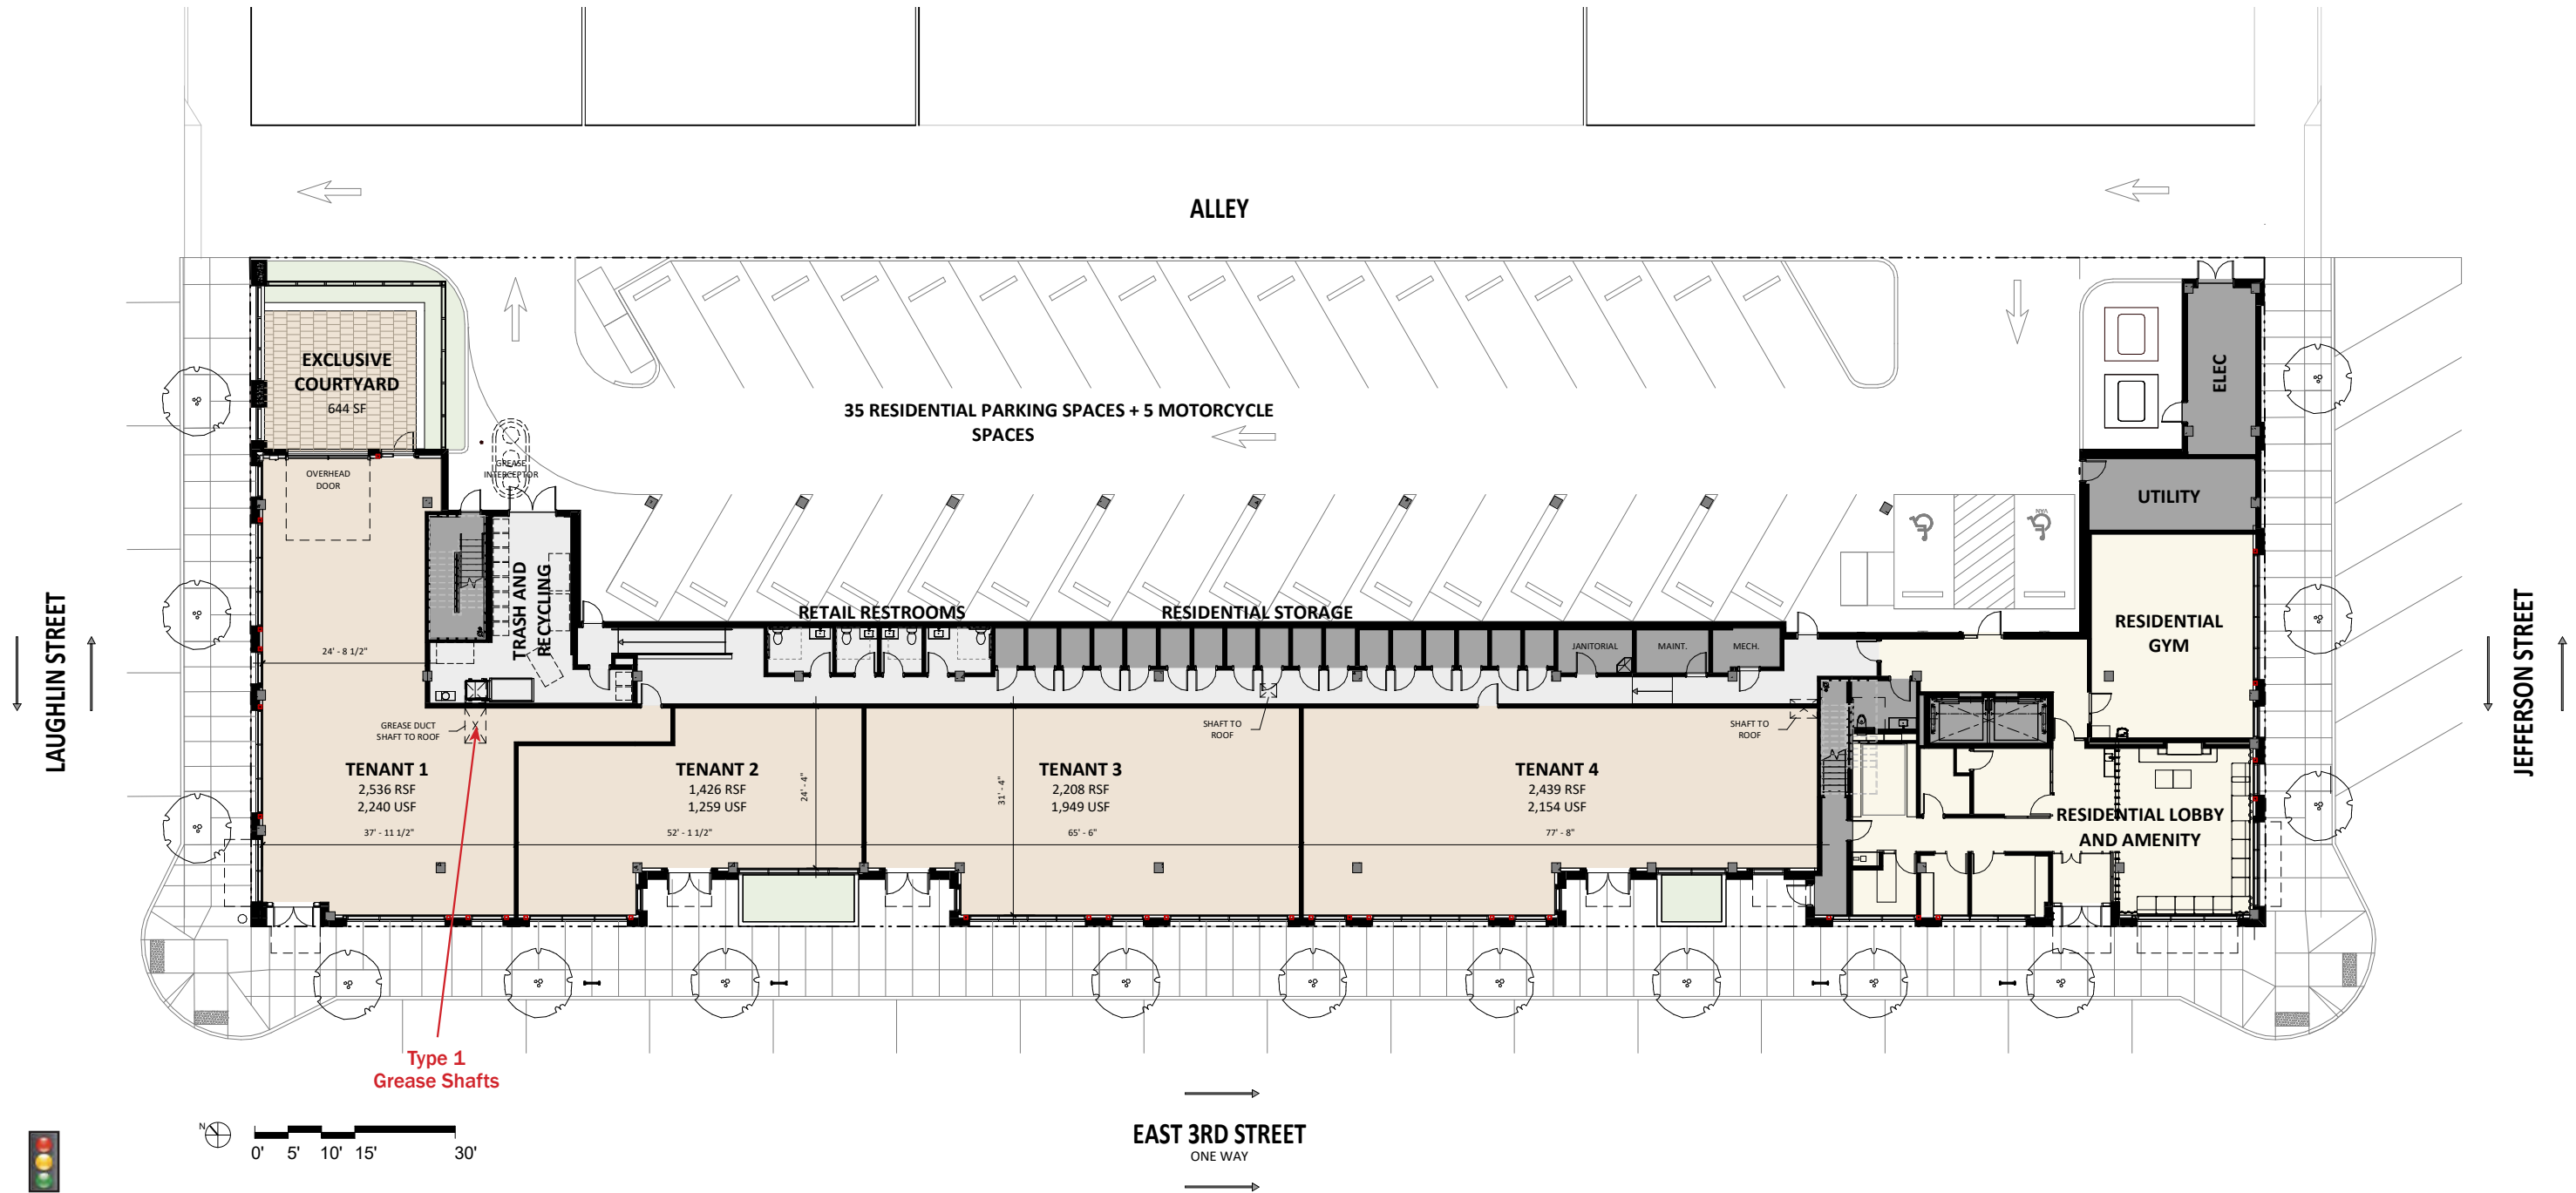 ALLEY
EXCLUSIVE
COURTYARD
644 SF
ELEC
35 RESIDENTIAL PARKING SPACES + 5 MOTORCYCLE
SPACES
OVERHEAD
DOOR
GREASE
INTERCEPTOR
UTILITY
VAN
TRASH AND
RECYCLING
RETAIL RESTROOMS
RESIDENTIAL STORAGE
RESIDENTIAL
GYM
JANITORIAL
MAINT.
MECH.
24' - 8 1/2"
LAUGHLIN STREET
JEFFERSON STREET
GREASE DUCT
SHAFT TO ROOF
SHAFT TO
ROOF
SHAFT TO
ROOF
TENANT 1
2,536 RSF
2,240 USF
37' - 11 1/2"
TENANT 2
1,426 RSF
1,259 USF
52' - 1 1/2"
24' - 4"
31' - 4"
TENANT 3
2,208 RSF
1,949 USF
65' - 6"
TENANT 4
2,439 RSF
2,154 USF
77' - 8"
RESIDENTIAL LOBBY
AND AMENITY
Type 1
Grease Shafts
N
0' 5' 10' 15' 30'
EAST 3RD STREET
ONE WAY